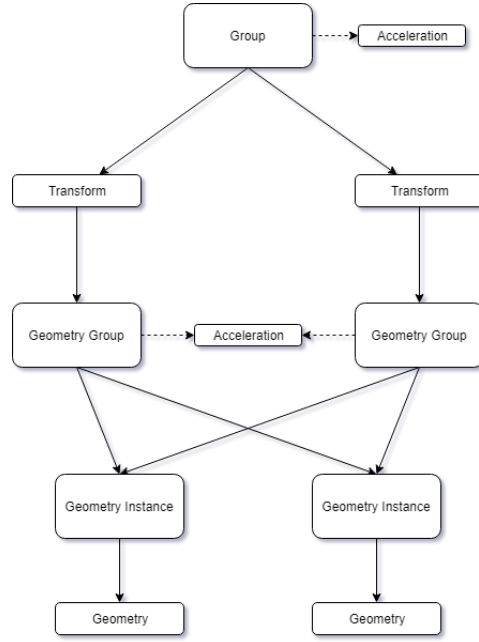 Group
Acceleration
Transform
Transform
Geometry Group
Acceleration
Geometry Group
Geometry Instance
Geometry Instance
Geometry
Geometry